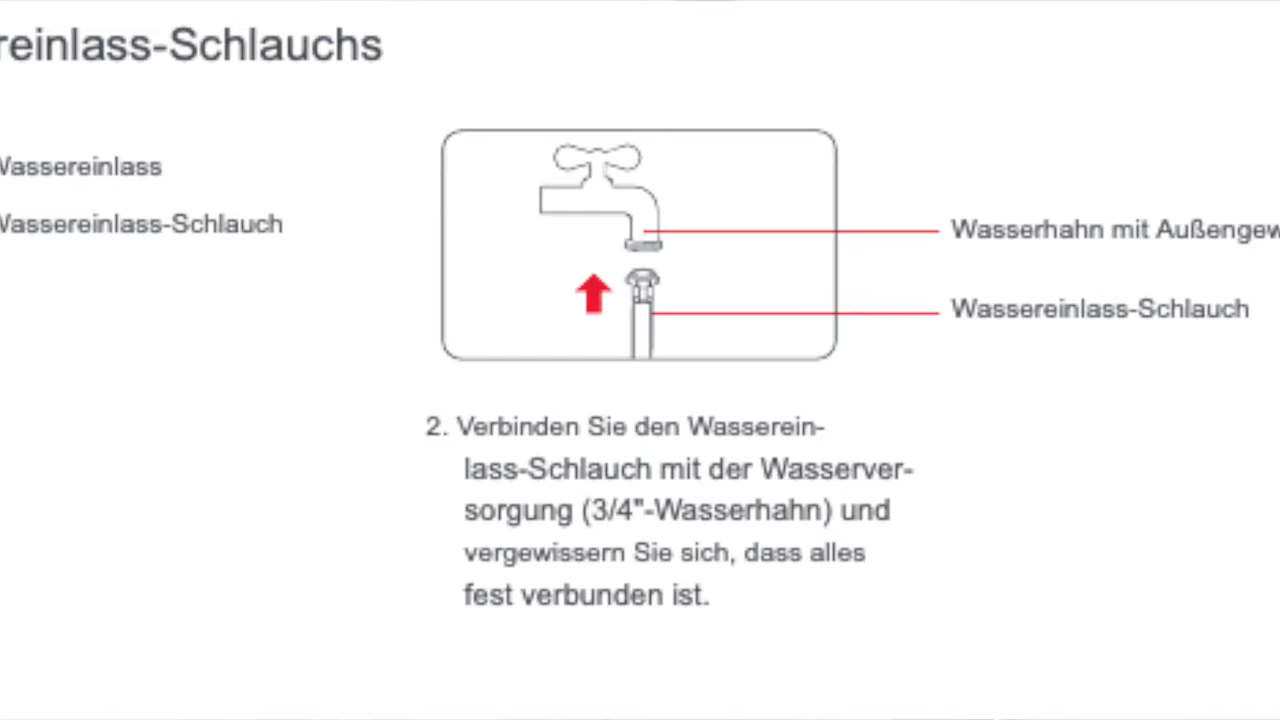 reinlass-Schlauchs
Wassereinlass
Wassereinlass-Schlauch
Wasserhahn mit Außengew
Wassereinlass-Schlauch
2. Verbinden Sie den Wasserein-
lass-Schlauch mit der Wasserver-
sorgung (3/4"-Wasserhahn) und
vergewissern Sie sich, dass alles
fest verbunden ist.